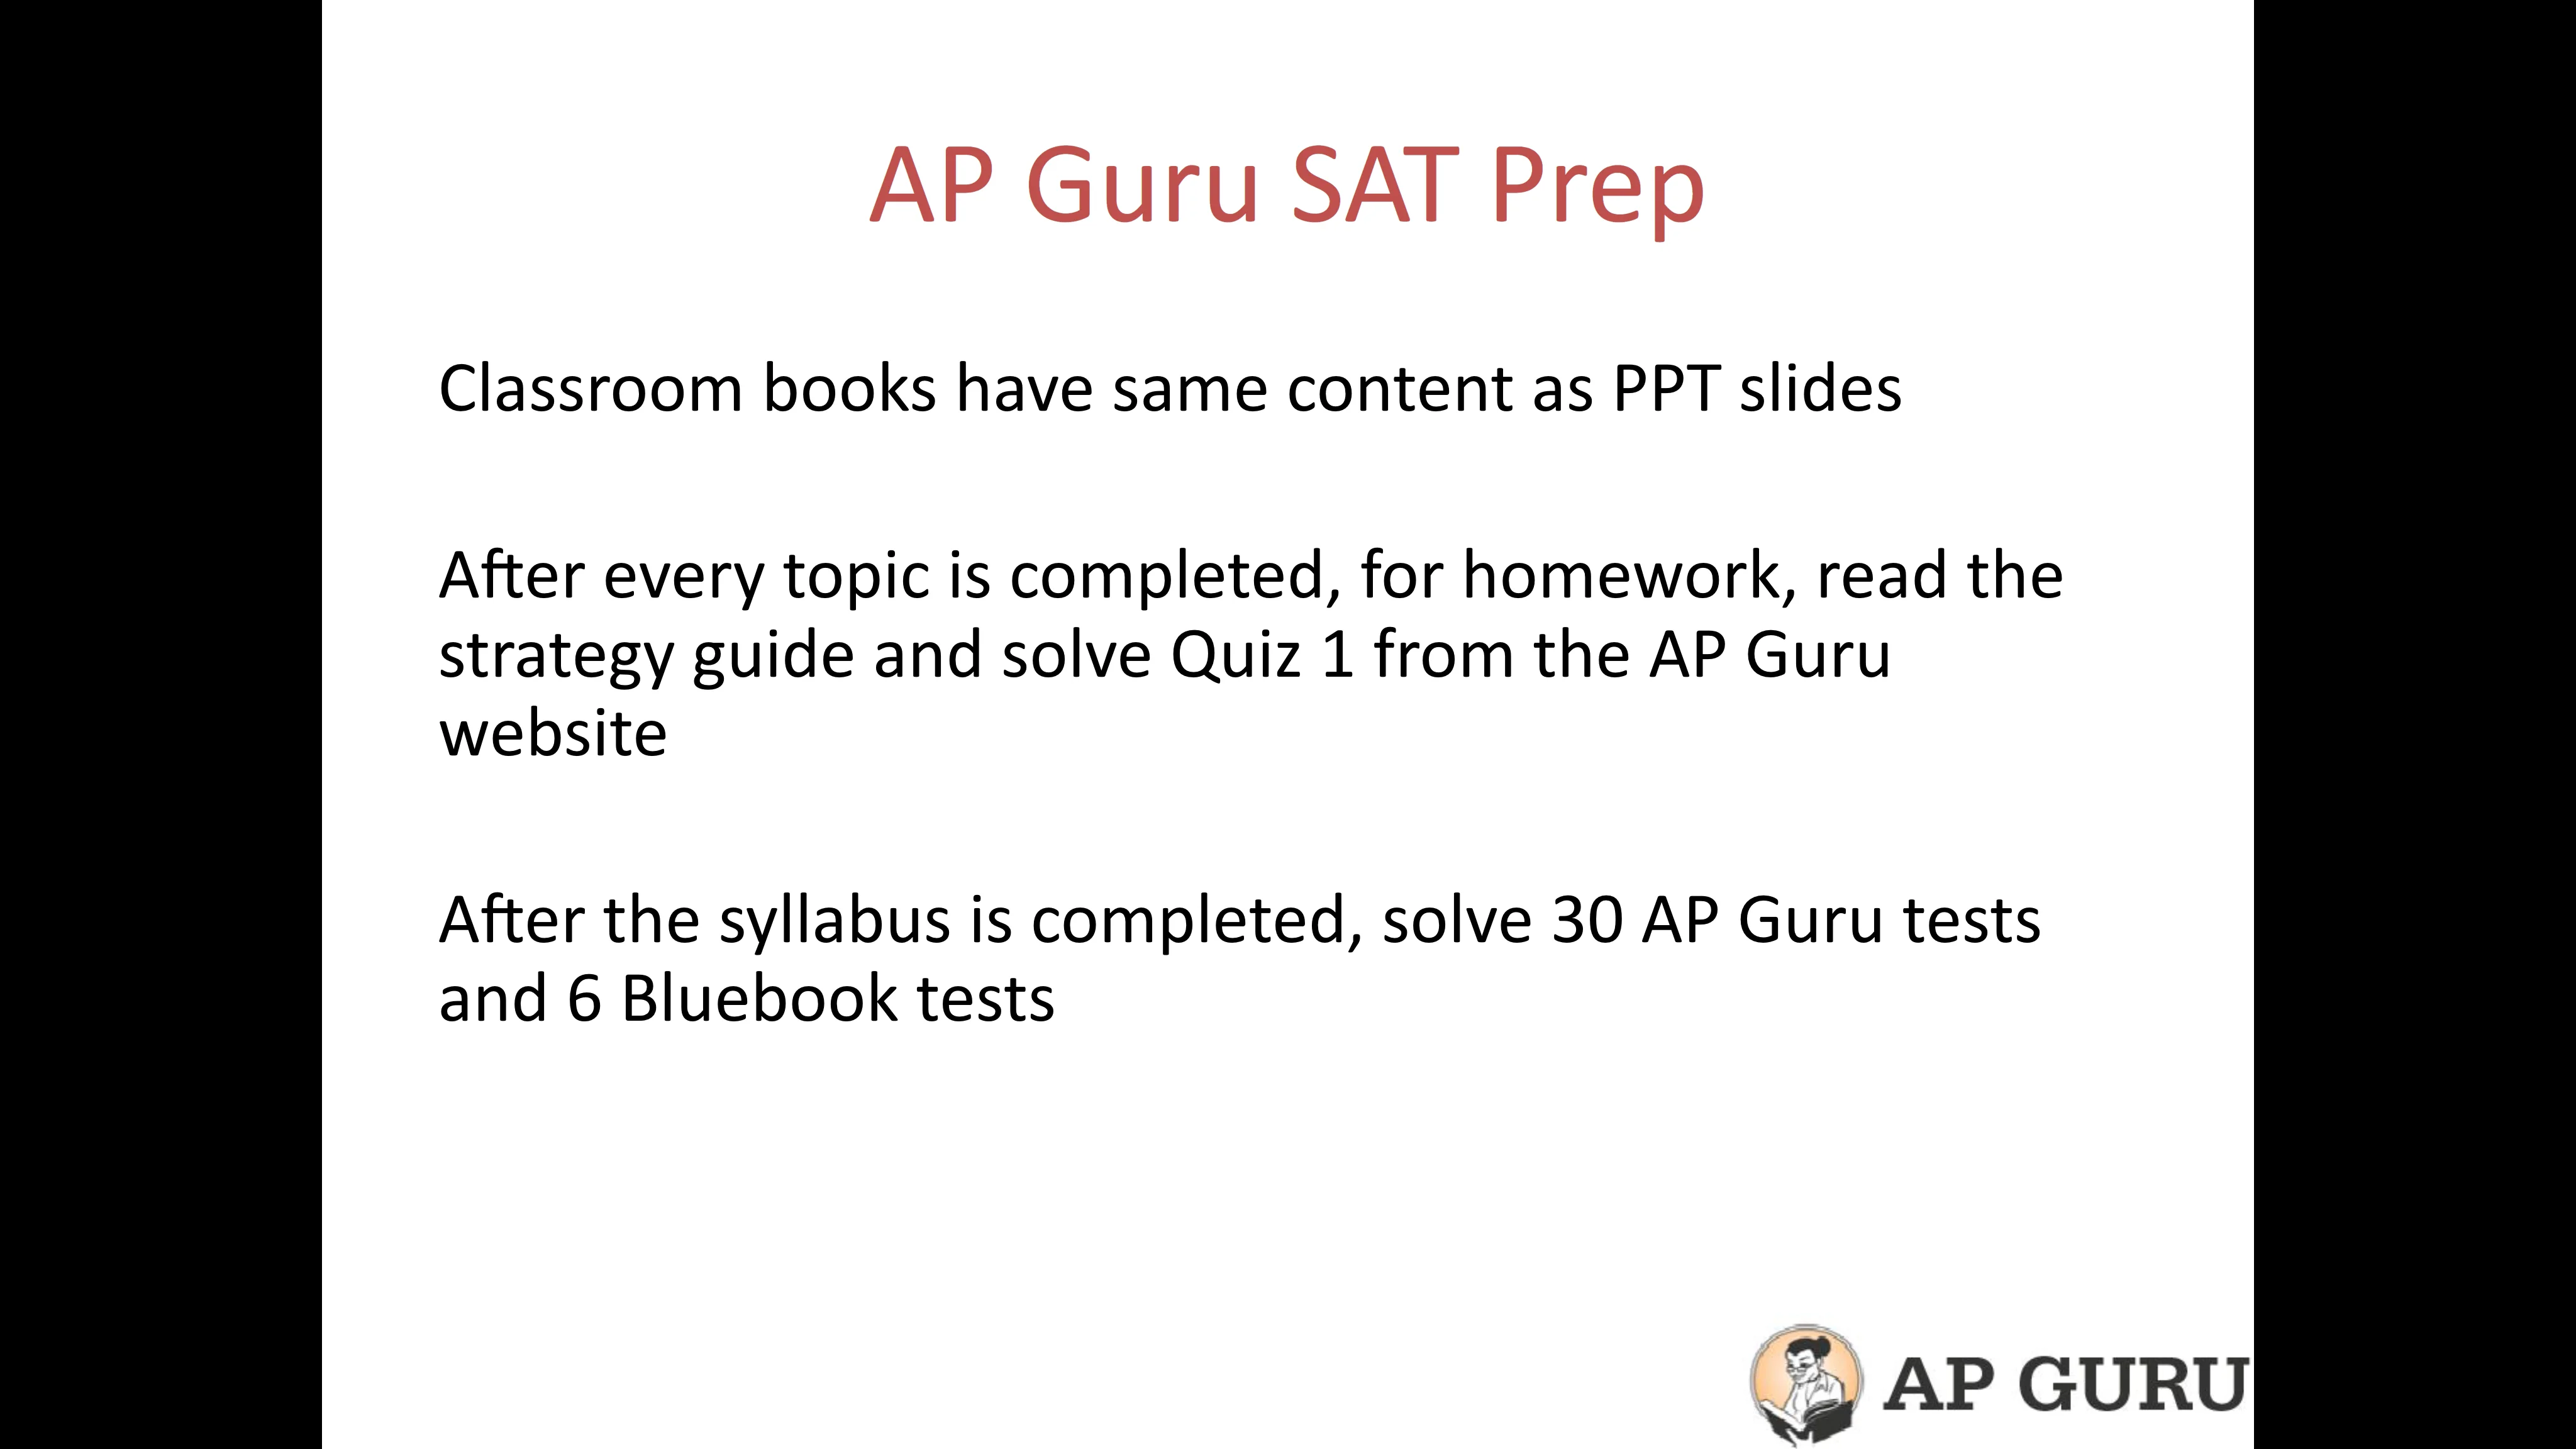 AP Guru SAT Prep
Classroom books have same content as PPT slides
After every topic is completed, for homework, read the
strategy guide and solve Quiz 1 from the AP Guru
website
After the syllabus is completed, solve 30 AP Guru tests
and 6 Bluebook tests
AP GURU